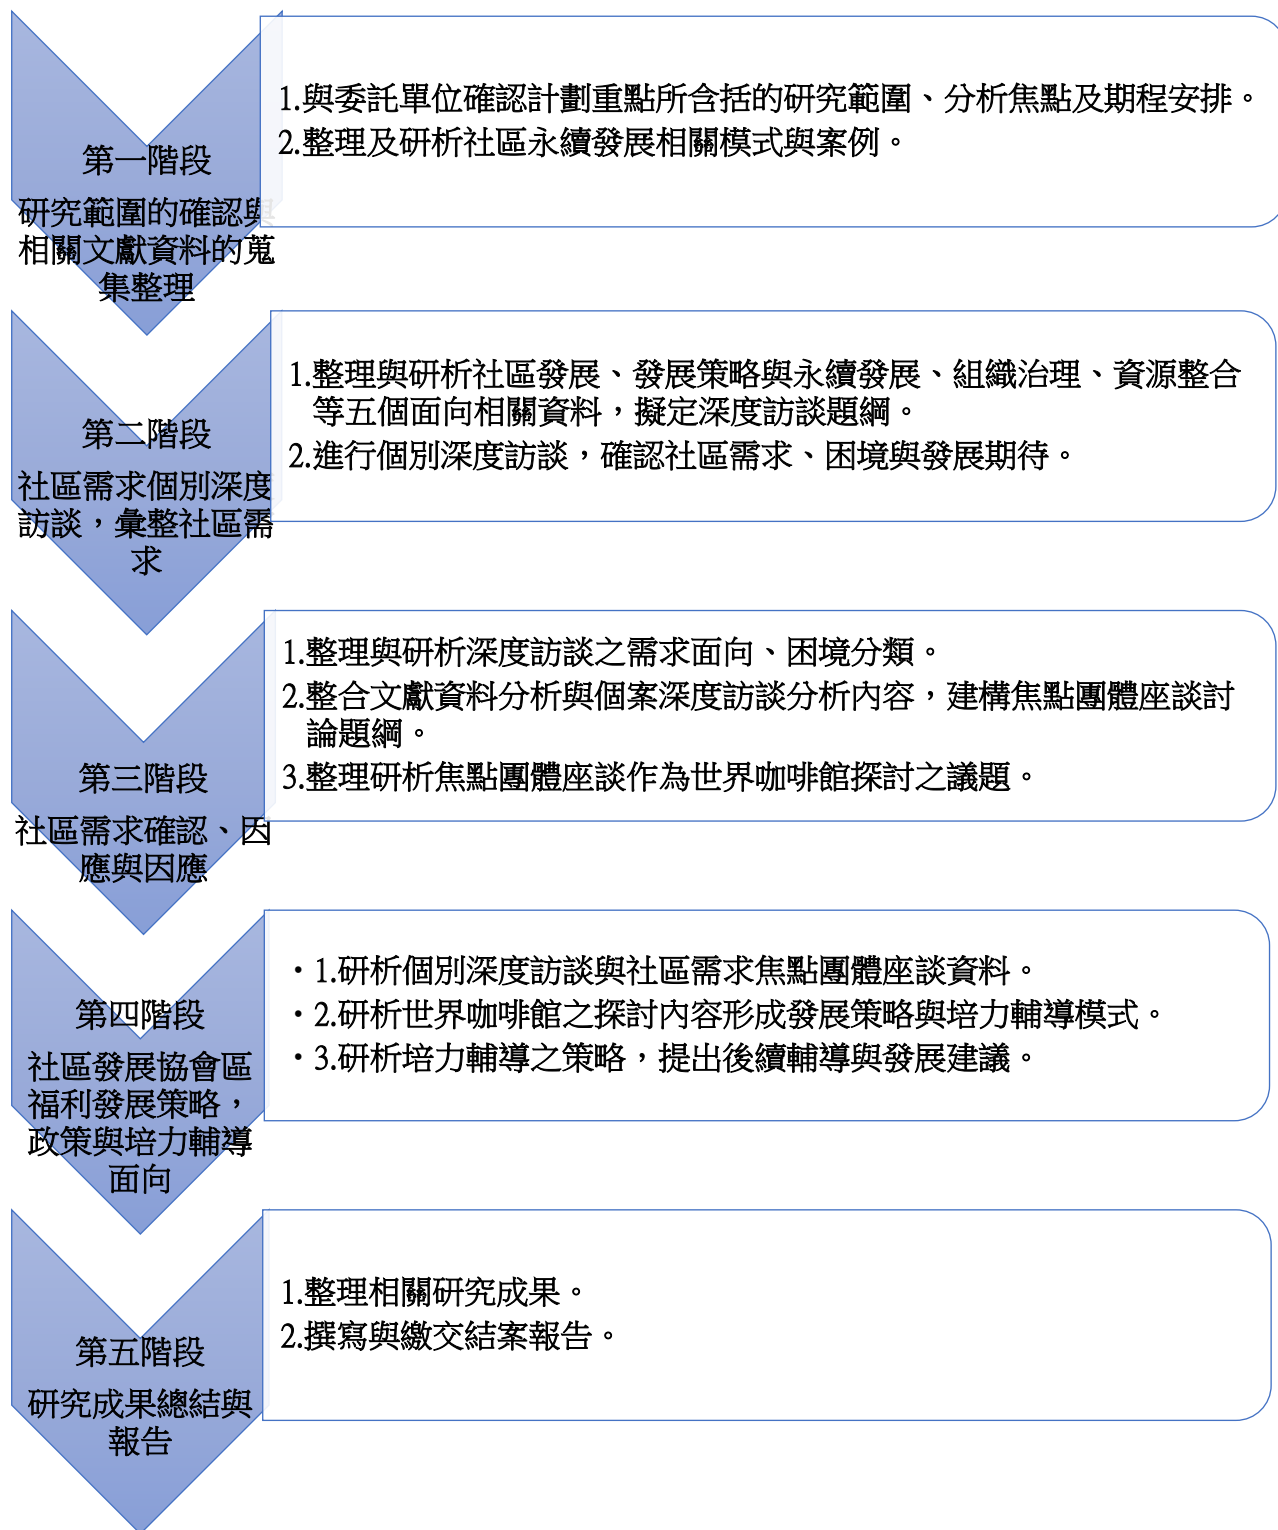 第一階段
研究範圍的確認與
相關文獻資料的蒐
集整理
1.與委託單位確認計劃重點所含括的研究範圍、分析焦點及期程安排。
2.整理及研析社區永續發展相關模式與案例。
第二階段
社區需求個別深度
訪談，彙整社區需
求
1.整理與研析社區發展、發展策略與永續發展、組織治理、資源整合
等五個面向相關資料，擬定深度訪談題綱。
2.進行個別深度訪談，確認社區需求、困境與發展期待。
第三階段
社區需求確認、因
應與因應
1.整理與研析深度訪談之需求面向、困境分類。
2.整合文獻資料分析與個案深度訪談分析內容，建構焦點團體座談討
論題綱。
3.整理研析焦點團體座談作為世界咖啡館探討之議題。
第四階段
社區發展協會區
福利發展策略，
政策與培力輔導
面向
・1.研析個別深度訪談與社區需求焦點團體座談資料。
・2.研析世界咖啡館之探討內容形成發展策略與培力輔導模式。
・3.研析培力輔導之策略，提出後續輔導與發展建議。
第五階段
研究成果總結與
報告
1.整理相關研究成果。
2.撰寫與繳交結案報告。